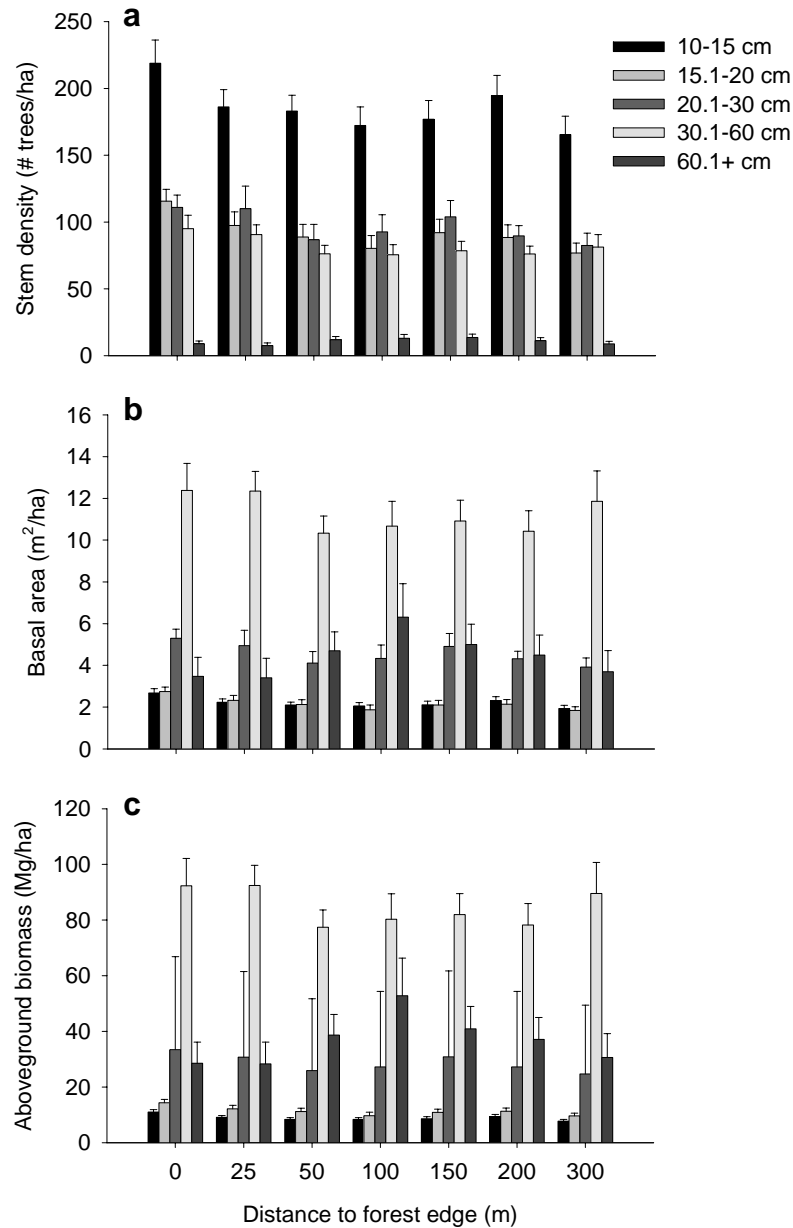 a
Stem density (# trees/ha)
250
200
150
100
50
0
10-15 cm
15.1-20 cm
20.1-30 cm
30.1-60 cm
60.1+ cm
b
Basal area (m²/ha)
16
14
12
10
8
6
4
2
0
c
Aboveground biomass (Mg/ha)
120
100
80
60
40
20
0
0 25 50 100 150 200 300
Distance to forest edge (m)